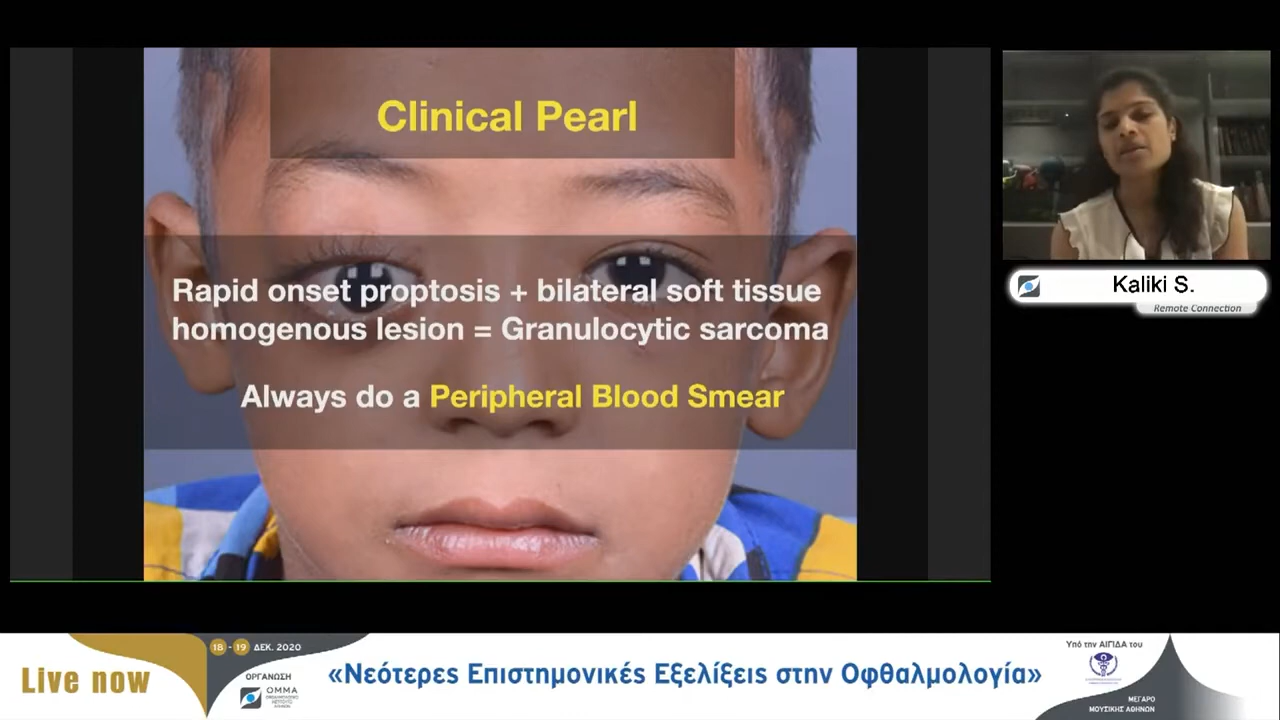 Clinical Pearl
Rapid onset proptosis + bilateral soft tissue
homogenous lesion = Granulocytic sarcoma
Always do a Peripheral Blood Smear
Kaliki S.
Remote Connection
Live now
18 - 19 ΔΕΚ. 2020
ΟΡΓΑΝΩΣΗ
ΟΜΜΑ
«Νεότερες Επιστημονικές Εξελίξεις στην Οφθαλμολογία»
Υπό την ΑΙΓΙΔΑ του
ΜΕΓΑΡΟ
ΜΟΥΣΙΚΗΣ ΑΘΗΝΩΝ